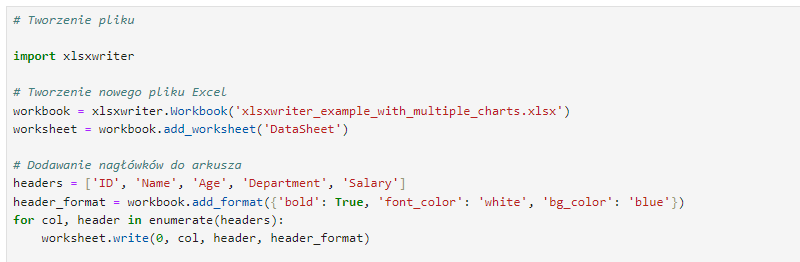 # Tworzenie pliku
import xlsxwriter
# Tworzenie nowego pliku Excel
workbook = xlsxwriter.Workbook('xlsxwriter_example_with_multiple_charts.xlsx')
worksheet = workbook.add_worksheet('DataSheet')
# Dodawanie nagłówków do arkusza
headers = ['ID', 'Name', 'Age', 'Department', 'Salary']
header_format = workbook.add_format({'bold': True, 'font_color': 'white', 'bg_color': 'blue'})
for col, header in enumerate(headers):
    worksheet.write(0, col, header, header_format)